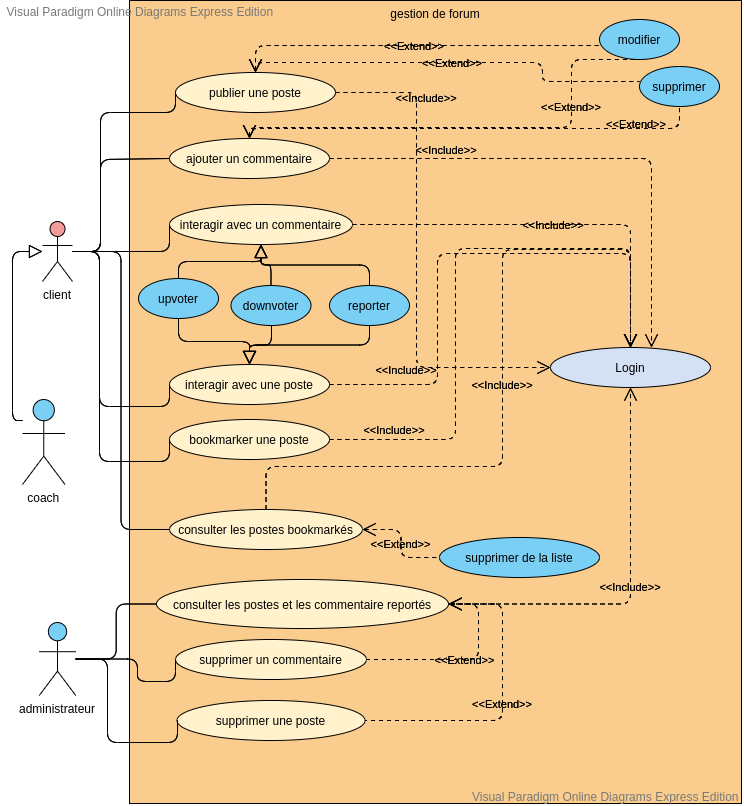 Visual Paradigm Online Diagrams Express Edition
gestion de forum
modifier
<<Extend>>
<<Extend>>
supprimer
publier une poste
<<Include>>
<<Extend>>
<<Extend>>
ajouter un commentaire
<<Include>>
interagir avec un commentaire
<<Include>>
client
upvoter
downvoter
reporter
Login
<<Include>>
interagir avec une poste
<<Include>>
<<Include>>
bookmarker une poste
coach
consulter les postes bookmarkés
<<Extend>>
supprimer de la liste
<<Include>>
consulter les postes et les commentaire reportés
supprimer un commentaire
<<Extend>>
administrateur
<<Extend>>
supprimer une poste
Visual Paradigm Online Diagrams Express Edition